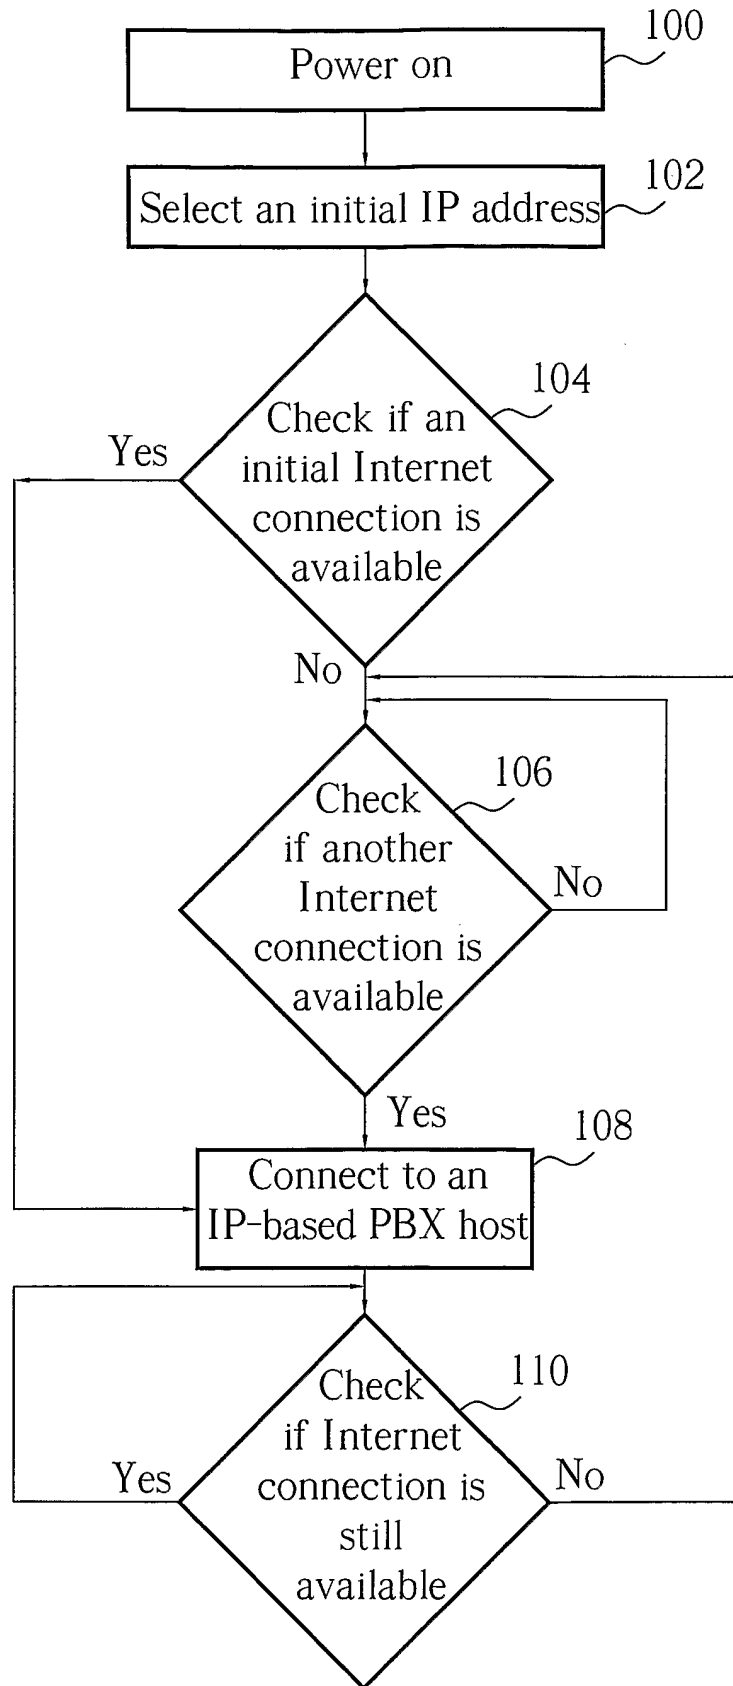 100
Power on
102
Select an initial IP address
104
Check if an
initial Internet
connection is
available
Yes
No
106
Check
if another
Internet
connection is
available
No
Yes
108
Connect to an
IP-based PBX host
110
Check
if Internet
connection is
still
available
Yes
No